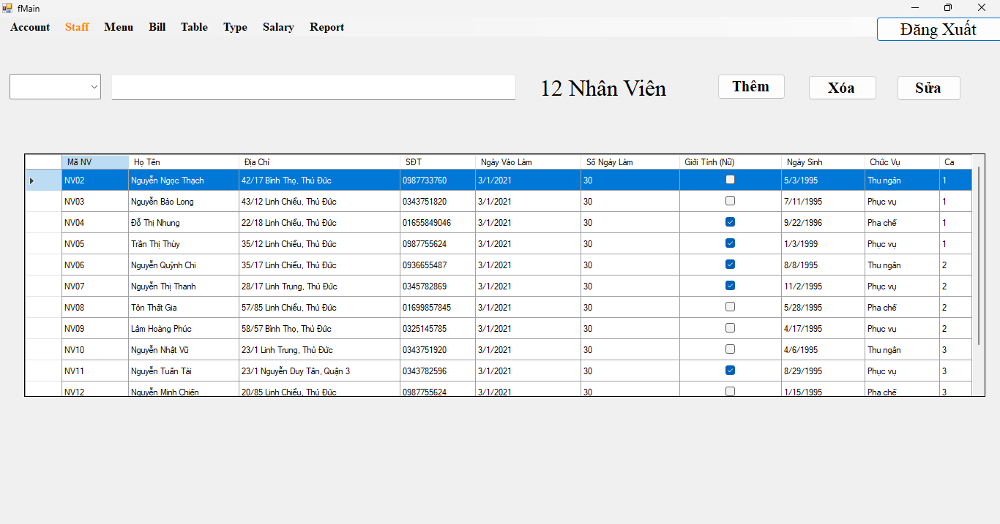 fMain
Account Staff Menu Bill Table Type Salary Report Đăng Xuất
12 Nhân Viên Thêm Xóa Sửa
Mã NV Họ Tên Địa Chỉ SĐT Ngày Vào Làm Số Ngày Làm Giới Tính (Nữ) Ngày Sinh Chức Vụ Ca
NV02 Nguyễn Ngọc Thạch 42/17 Bình Thọ, Thủ Đức 0987733760 3/1/2021 30 5/3/1995 Thu ngân 1
NV03 Nguyễn Bảo Long 43/12 Linh Chiểu, Thủ Đức 0343751820 3/1/2021 30 7/11/1995 Phục vụ 1
NV04 Đỗ Thị Nhung 22/18 Linh Chiểu, Thủ Đức 01655849046 3/1/2021 30 9/22/1996 Pha chế 1
NV05 Trần Thị Thùy 35/12 Linh Chiểu, Thủ Đức 0987755624 3/1/2021 30 1/3/1999 Phục vụ 1
NV06 Nguyễn Quỳnh Chi 35/17 Linh Chiểu, Thủ Đức 0936655487 3/1/2021 30 8/8/1995 Thu ngân 2
NV07 Nguyễn Thị Thanh 28/17 Linh Trung, Thủ Đức 0345782869 3/1/2021 30 11/2/1995 Phục vụ 2
NV08 Tôn Thất Gia 57/85 Linh Chiểu, Thủ Đức 01699857845 3/1/2021 30 5/28/1995 Pha chế 2
NV09 Lâm Hoàng Phúc 58/57 Bình Thọ, Thủ Đức 0325145785 3/1/2021 30 4/17/1995 Phục vụ 2
NV10 Nguyễn Nhật Vũ 23/1 Linh Trung, Thủ Đức 0343751920 3/1/2021 30 4/6/1995 Thu ngân 3
NV11 Nguyễn Tuấn Tài 23/1 Nguyễn Duy Tân, Quận 3 0343782596 3/1/2021 30 8/29/1995 Phục vụ 3
NV12 Nguyễn Minh Chiến 20/85 Linh Chiểu, Thủ Đức 0987755624 3/1/2021 30 1/15/1995 Pha chế 3